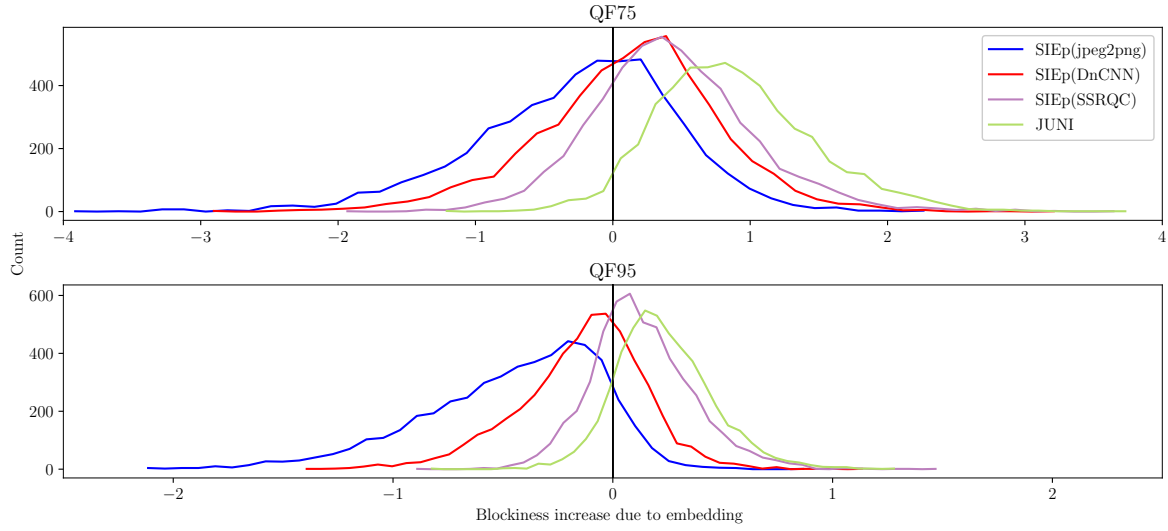 QF75
SIEp(jpeg2png)
SIEp(DnCNN)
SIEp(SSRQC)
JUNI
400
200
0
−4 −3 −2 −1 0 1 2 3 4
Count
QF95
600
400
200
0
−2 −1 0 1 2
Blockiness increase due to embedding